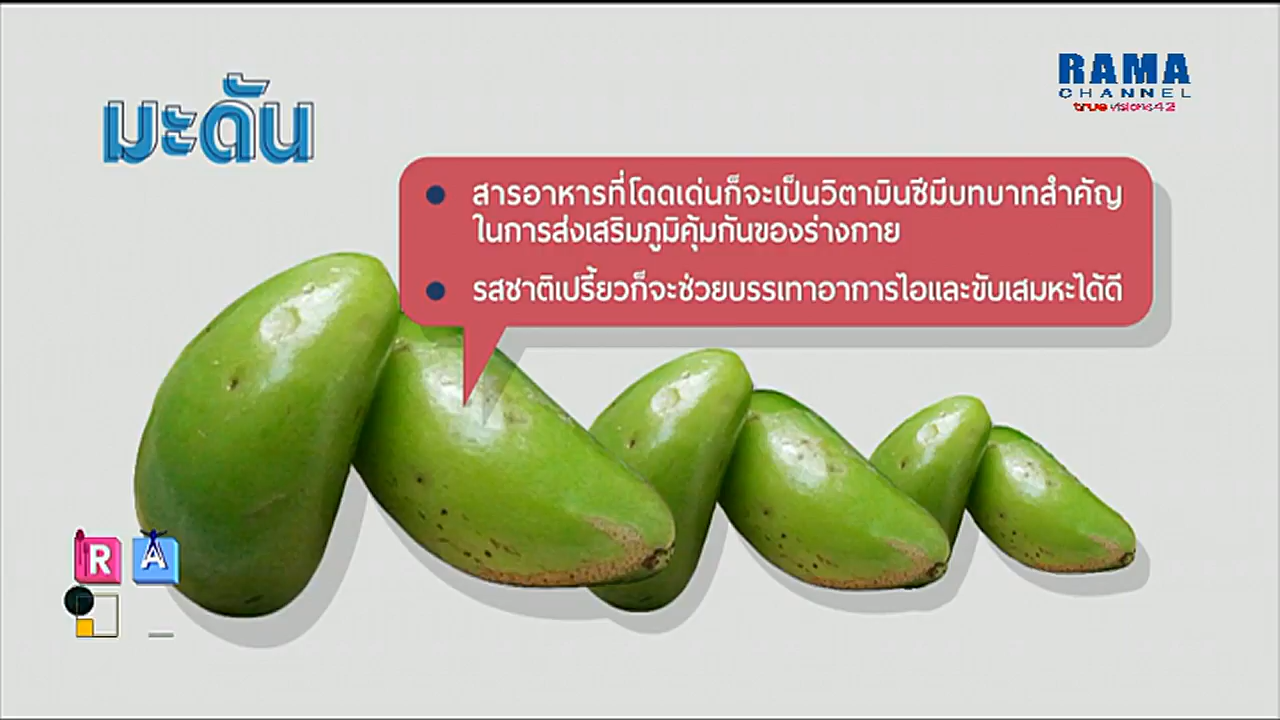 มะดัน
RAMA
CHANNEL
true visions 42
สารอาหารที่โดดเด่นก็จะเป็นวิตามินซีมีบทบาทสำคัญ
ในการส่งเสริมภูมิคุ้มกันของร่างกาย
รสชาติเปรี้ยวก็จะช่วยบรรเทาอาการไอและขับเสมหะได้ดี
R A